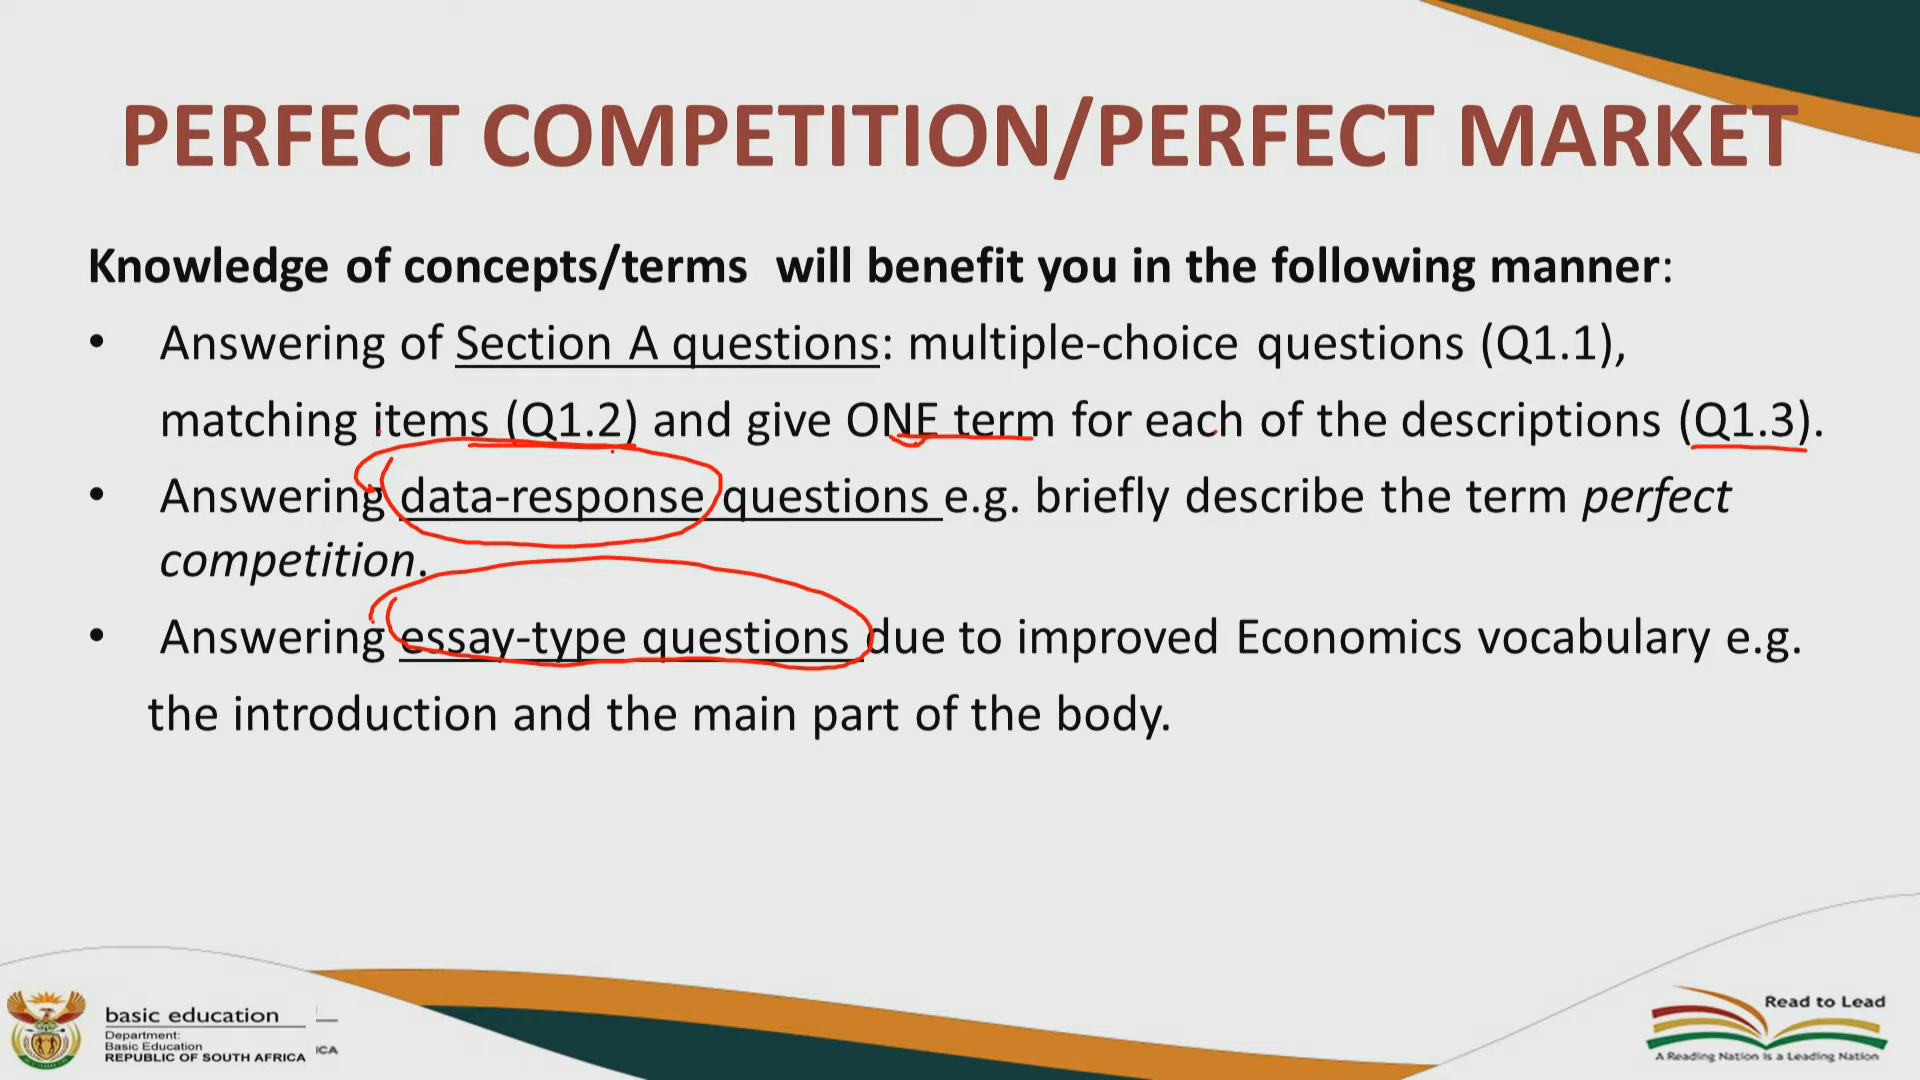 PERFECT COMPETITION/PERFECT MARKET
Knowledge of concepts/terms will benefit you in the following manner:
• Answering of Section A questions: multiple-choice questions (Q1.1),
matching items (Q1.2) and give ONE term for each of the descriptions (Q1.3).
• Answering data-response questions e.g. briefly describe the term perfect
competition.
• Answering essay-type questions due to improved Economics vocabulary e.g.
the introduction and the main part of the body.
basic education
Department:
Basic Education
REPUBLIC OF SOUTH AFRICA
ICA
Read to Lead
A Reading Nation is a Leading Nation